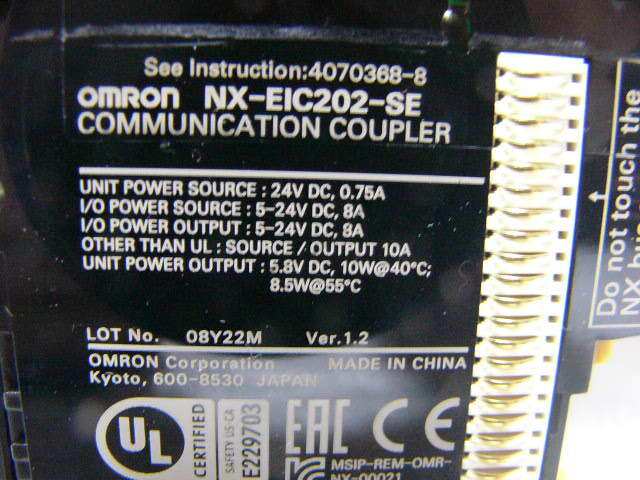 See Instruction:4070368-8
OMRON NX-EIC202-SE
COMMUNICATION COUPLER
UNIT POWER SOURCE : 24V DC, 0.75A
I/O POWER SOURCE : 5-24V DC, 8A
I/O POWER OUTPUT : 5-24V DC, 8A
OTHER THAN UL : SOURCE / OUTPUT 10A
UNIT POWER OUTPUT : 5.8V DC, 10W@40°C;
8.5W@55°C
LOT No. 08Y22M Ver.1.2
OMRON Corporation MADE IN CHINA
Kyoto, 600-8530 JAPAN
UL
CERTIFIED
SAFETY US-CA
E229703
EAC CE
MSIP-REM-OMR-
NX-00021
Do not touch the
NX